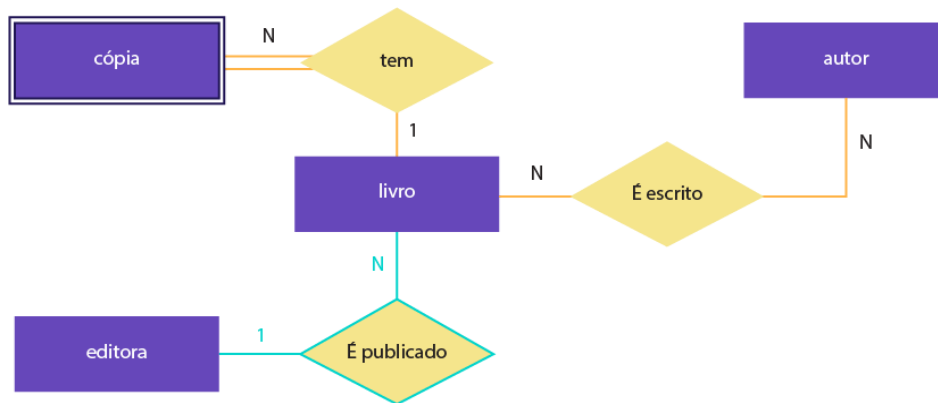 cópia
N
tem
autor
1
N
livro
N
É escrito
N
editora
1
É publicado